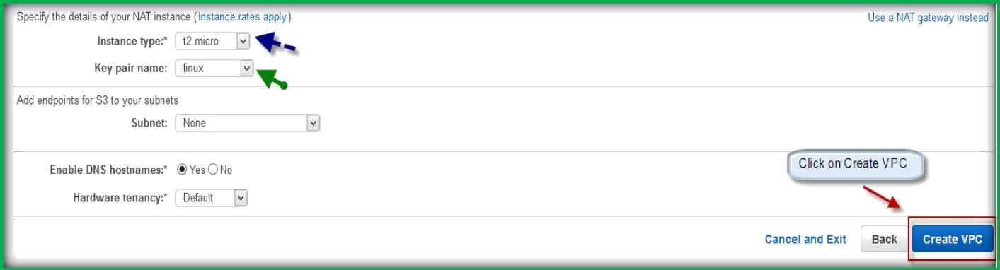 Specify the details of your NAT instance (Instance rates apply).
Use a NAT gateway instead
Instance type:* t2.micro
Key pair name: linux
Add endpoints for S3 to your subnets
Subnet: None
Enable DNS hostnames:* Yes No
Click on Create VPC
Hardware tenancy:* Default
Cancel and Exit Back Create VPC